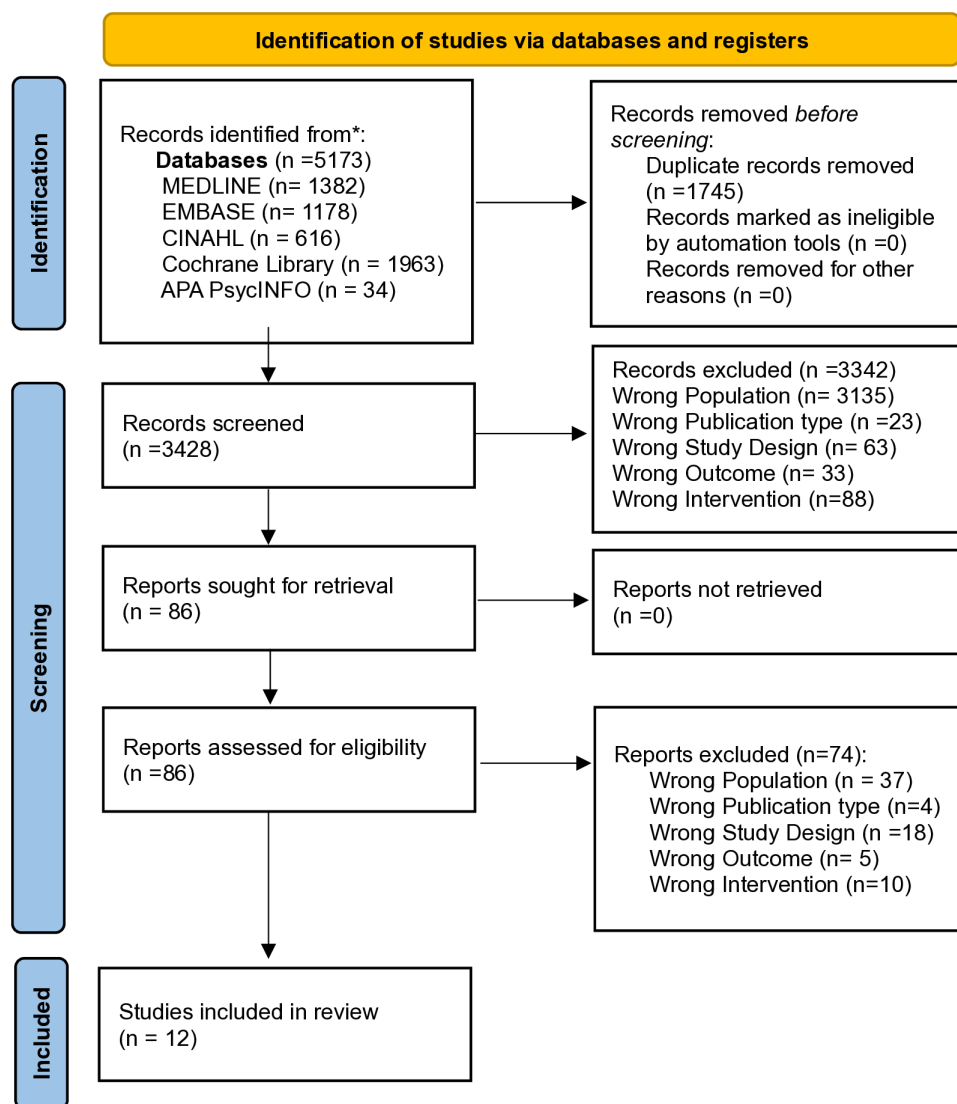 Identification of studies via databases and registers
Identification
Records identified from*:
Databases (n =5173)
MEDLINE (n= 1382)
EMBASE (n= 1178)
CINAHL (n = 616)
Cochrane Library (n = 1963)
APA PsycINFO (n = 34)
Records removed before
screening:
Duplicate records removed
(n =1745)
Records marked as ineligible
by automation tools (n =0)
Records removed for other
reasons (n =0)
Screening
Records screened
(n =3428)
Records excluded (n =3342)
Wrong Population (n= 3135)
Wrong Publication type (n =23)
Wrong Study Design (n= 63)
Wrong Outcome (n= 33)
Wrong Intervention (n=88)
Reports sought for retrieval
(n = 86)
Reports not retrieved
(n =0)
Reports assessed for eligibility
(n =86)
Reports excluded (n=74):
Wrong Population (n = 37)
Wrong Publication type (n=4)
Wrong Study Design (n =18)
Wrong Outcome (n= 5)
Wrong Intervention (n=10)
Included
Studies included in review
(n = 12)